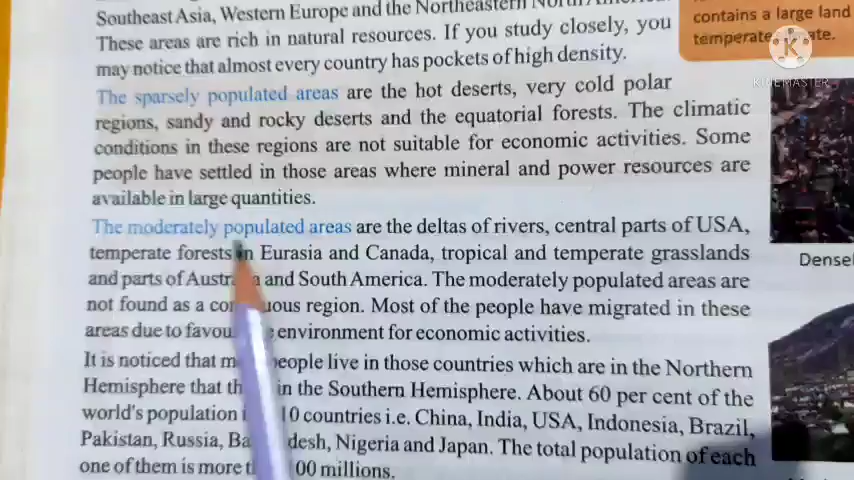 Southeast Asia, Western Europe and the Northeastern North
These areas are rich in natural resources. If you study closely, you
may notice that almost every country has pockets of high density.
The sparsely populated areas are the hot deserts, very cold polar
regions, sandy and rocky deserts and the equatorial forests. The climatic
conditions in these regions are not suitable for economic activities. Some
people have settled in those areas where mineral and power resources are
available in large quantities.
The moderately populated areas are the deltas of rivers, central parts of USA,
temperate forests in Eurasia and Canada, tropical and temperate grasslands
and parts of and South America. The moderately populated areas are
not found as a region. Most of the people have migrated in these
areas due to environment for economic activities.
It is noticed that people live in those countries which are in the Northern
Hemisphere that in the Southern Hemisphere. About 60 per cent of the
world's population 10 countries i.e. China, India, USA, Indonesia, Brazil,
Pakistan, Russia, Nigeria and Japan. The total population of each
one of them is more 00 millions.
contains a large land
temperate
K
KINEMASTER